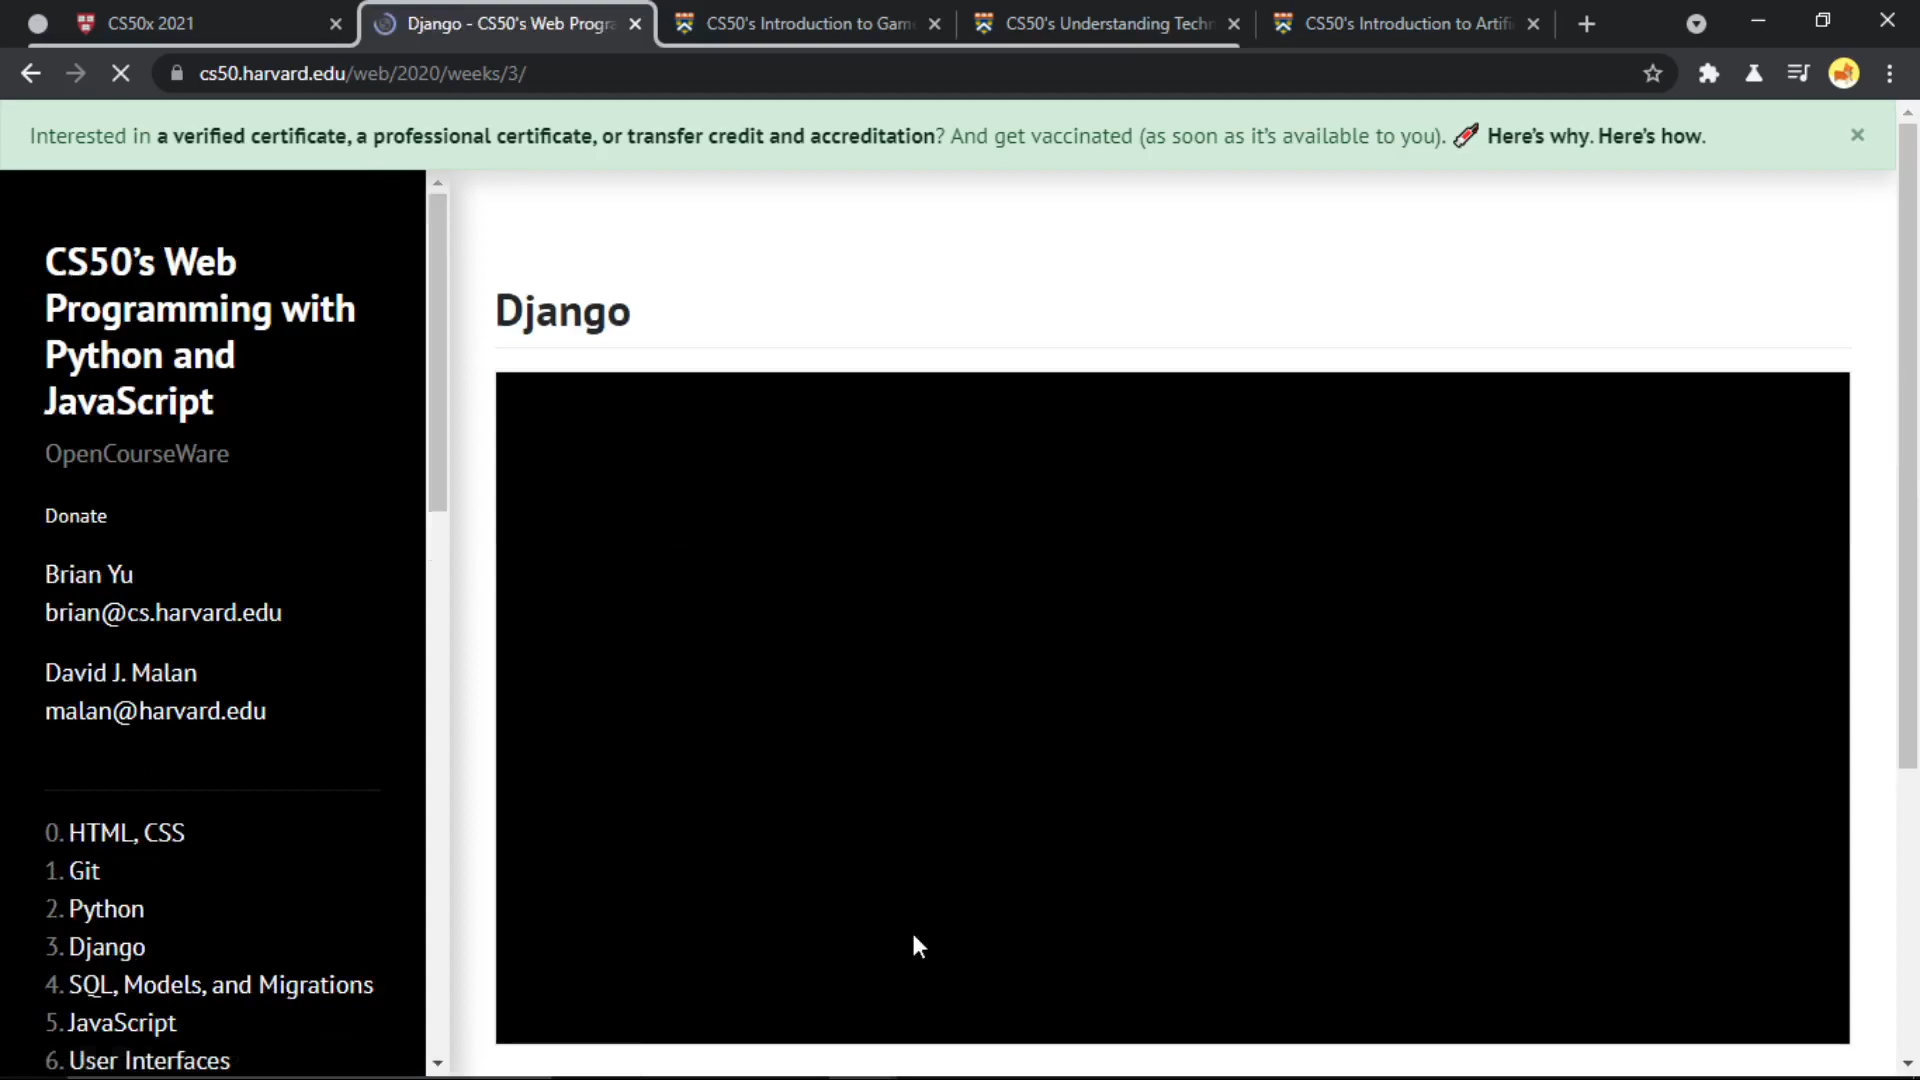 CS50x 2021
Django - CS50's Web Progra
CS50's Introduction to Gam
CS50's Understanding Techn
CS50's Introduction to Artifi
cs50.harvard.edu/web/2020/weeks/3/
Interested in a verified certificate, a professional certificate, or transfer credit and accreditation? And get vaccinated (as soon as it’s available to you). Here’s why. Here’s how.
CS50’s Web
Programming with
Python and
JavaScript
OpenCourseWare
Donate
Brian Yu
brian@cs.harvard.edu
David J. Malan
malan@harvard.edu
0. HTML, CSS
1. Git
2. Python
3. Django
4. SQL, Models, and Migrations
5. JavaScript
6. User Interfaces
Django